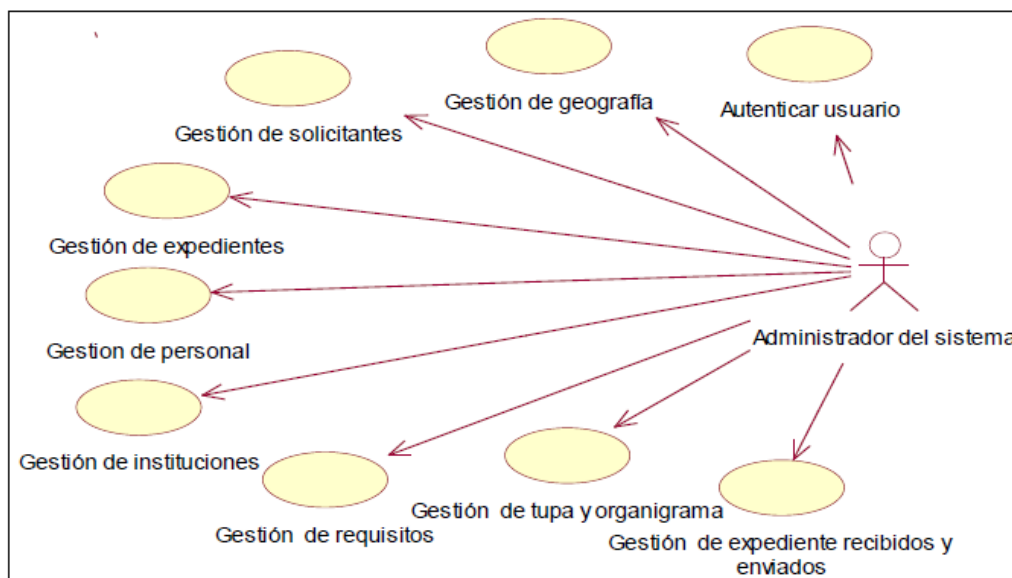 Gestión de geografía
Autenticar usuario
Gestión de solicitantes
Gestión de expedientes
Administrador del sistema
Gestion de personal
Gestión de instituciones
Gestión de tupa y organigrama
Gestión de requisitos
Gestión de expediente recibidos y
enviados